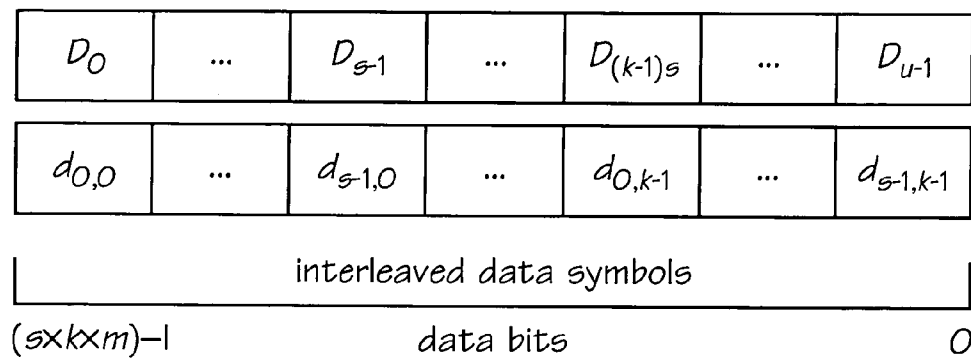 D0 ... Ds-1 ... D(k-1)s ... Du-1
d0,0 ... ds-1,0 ... d0,k-1 ... ds-1,k-1
interleaved data symbols
(s×k×m)–1 data bits 0